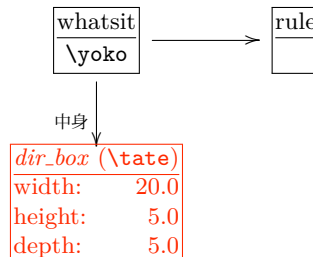 whatsit
\yoko
rule
中身
dir_box (\tate)
width: 20.0
height: 5.0
depth: 5.0